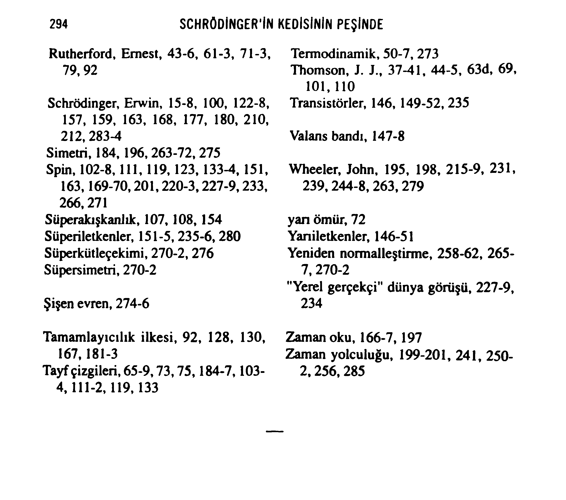 294 SCHRÖDINGER'İN KEDİSİNİN PEŞİNDE
Rutherford, Ernest, 43-6, 61-3, 71-3,
79, 92
Schrödinger, Erwin, 15-8, 100, 122-8,
157, 159, 163, 168, 177, 180, 210,
212, 283-4
Simetri, 184, 196, 263-72, 275
Spin, 102-8, 111, 119, 123, 133-4, 151,
163, 169-70, 201, 220-3, 227-9, 233,
266, 271
Süperakışkanlık, 107, 108, 154
Süperiletkenler, 151-5, 235-6, 280
Süperkütleçekimi, 270-2, 276
Süpersimetri, 270-2
Şişen evren, 274-6
Tamamlayıcılık ilkesi, 92, 128, 130,
167, 181-3
Tayf çizgileri, 65-9, 73, 75, 184-7, 103-
4, 111-2, 119, 133
Termodinamik, 50-7, 273
Thomson, J. J., 37-41, 44-5, 63d, 69,
101, 110
Transistörler, 146, 149-52, 235
Valans bandı, 147-8
Wheeler, John, 195, 198, 215-9, 231,
239, 244-8, 263, 279
yarı ömür, 72
Yarıiletkenler, 146-51
Yeniden normalleştirme, 258-62, 265-
7, 270-2
"Yerel gerçekçi" dünya görüşü, 227-9,
234
Zaman oku, 166-7, 197
Zaman yolculuğu, 199-201, 241, 250-
2, 256, 285